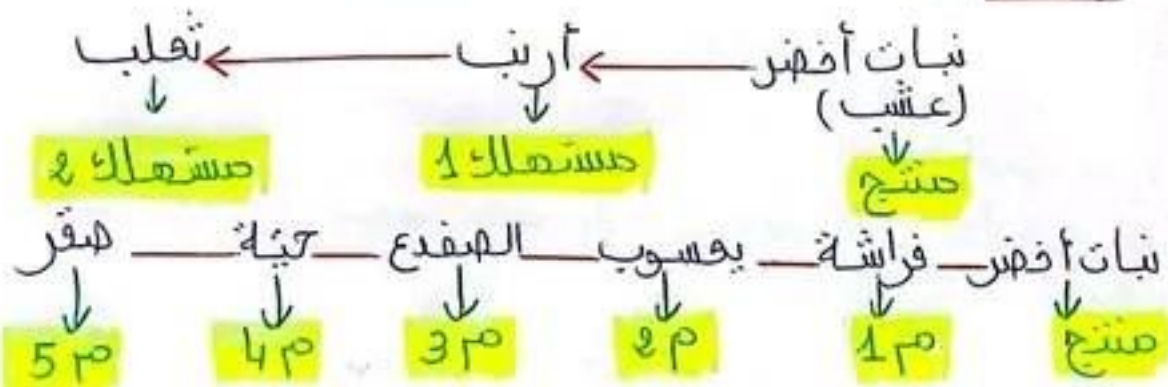 نبات أخضر أرنب ثعلب
(عشب)
منتج مستهلك 1 مستهلك 2
نبات أخضر فراشة يعسوب الضفدع حية صقر
منتج م1 م2 م3 م4 م5